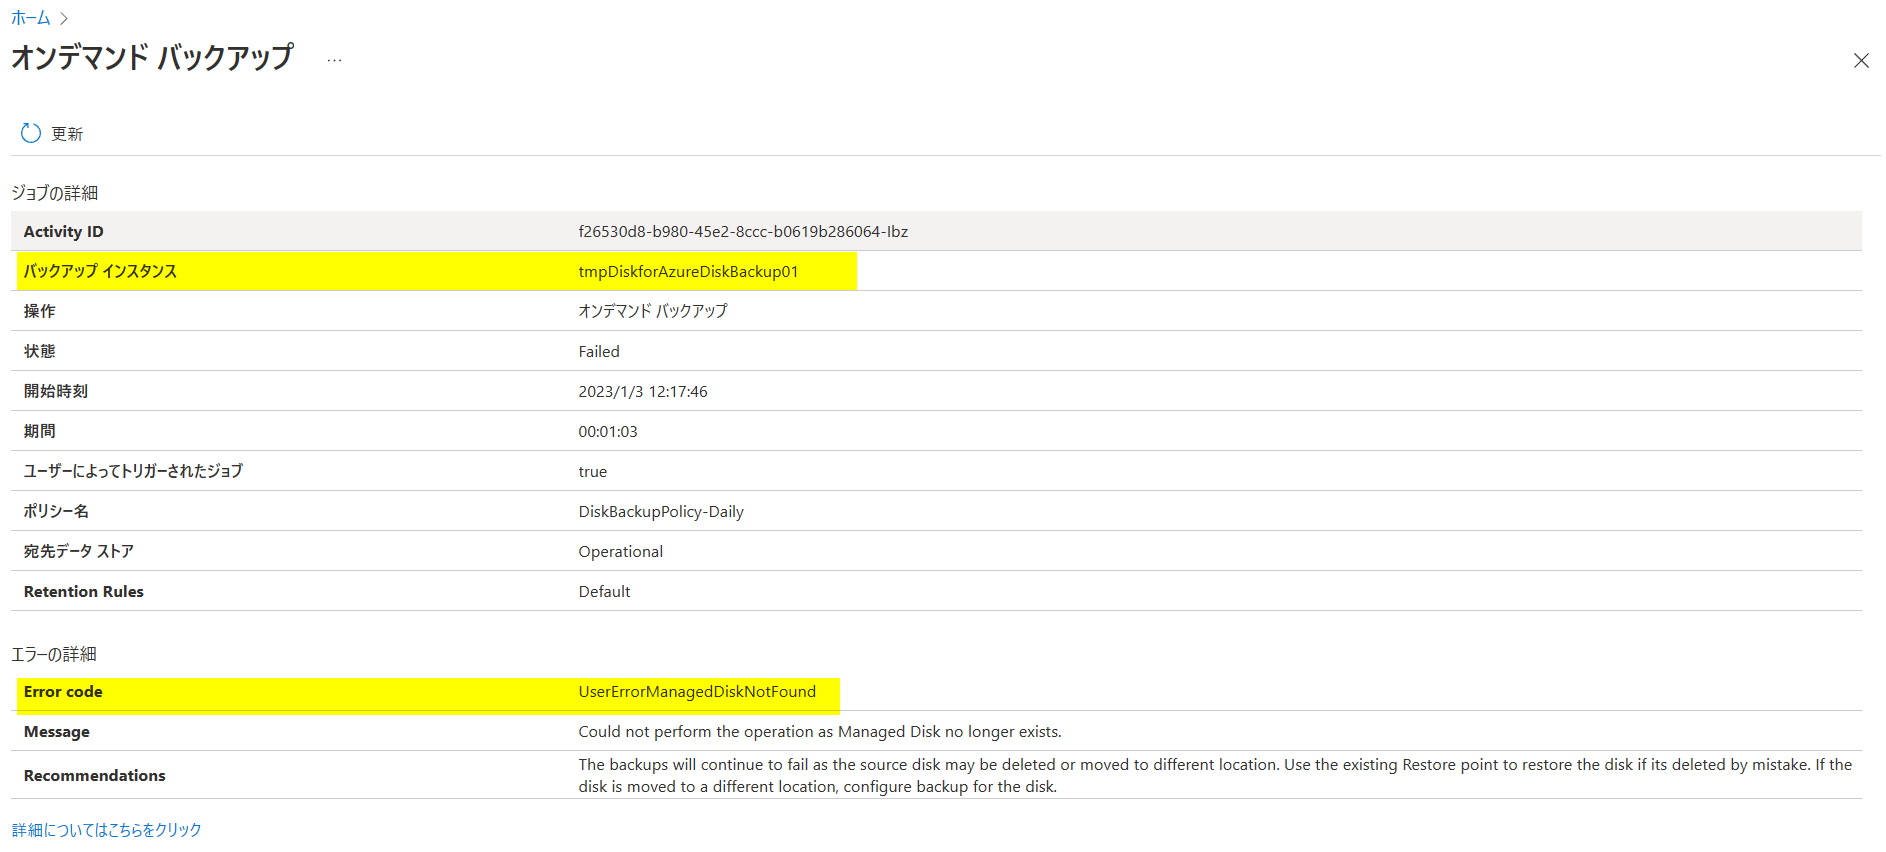 ホーム
オンデマンド バックアップ ...
更新
ジョブの詳細
Activity ID f26530d8-b980-45e2-8ccc-b0619b286064-Ibz
バックアップ インスタンス tmpDiskforAzureDiskBackup01
操作 オンデマンド バックアップ
状態 Failed
開始時刻 2023/1/3 12:17:46
期間 00:01:03
ユーザーによってトリガーされたジョブ true
ポリシー名 DiskBackupPolicy-Daily
宛先データ ストア Operational
Retention Rules Default
エラーの詳細
Error code UserErrorManagedDiskNotFound
Message Could not perform the operation as Managed Disk no longer exists.
Recommendations The backups will continue to fail as the source disk may be deleted or moved to different location. Use the existing Restore point to restore the disk if its deleted by mistake. If the
disk is moved to a different location, configure backup for the disk.
詳細についてはこちらをクリック